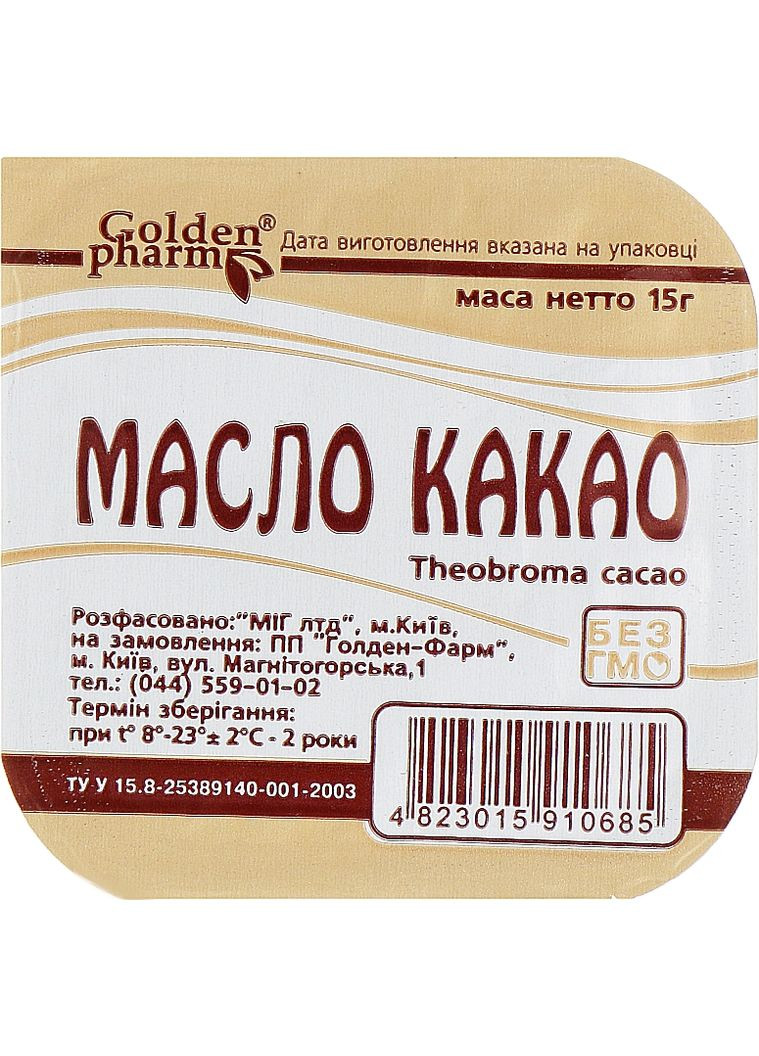 Golden®
pharm
Дата виготовлення вказана на упаковці
маса нетто 15г
МАСЛО КАКАО
Theobroma cacao
Розфасовано:"МІГ лтд", м.Київ,
на замовлення: ПП "Голден-Фарм",
м. Київ, вул. Магнітогорська,1
тел.: (044) 559-01-02
Термін зберігання:
при t° 8°-23°± 2°C - 2 роки
БЕЗ
ГМО
ТУ У 15.8-25389140-001-2003
4 823015 910685